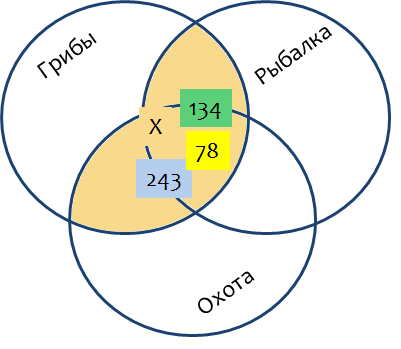 Грибы
Рыбалка
X
134
78
243
Охота